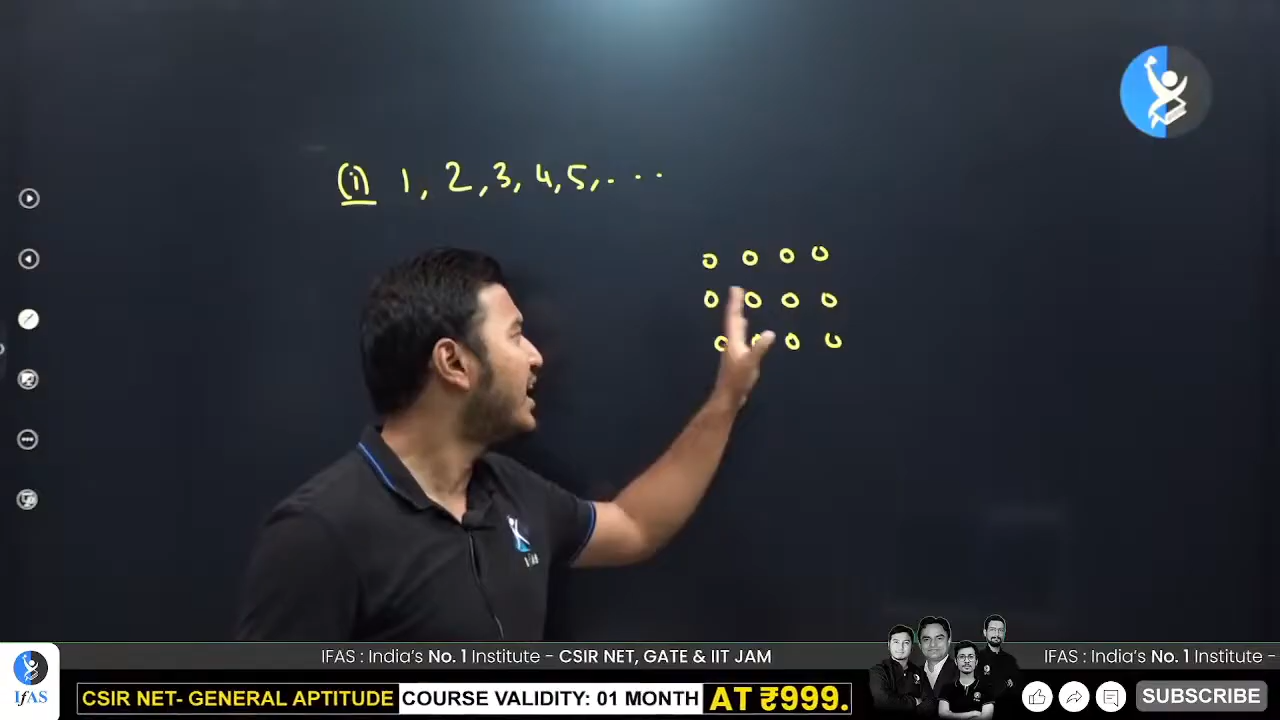 (i) 1, 2, 3, 4, 5, . . .
o o o o
o o o o
o o o o
IFAS
IFAS : India's No. 1 Institute - CSIR NET, GATE & IIT JAM
IFAS : India's No. 1 Institute -
IFAS
CSIR NET- GENERAL APTITUDE COURSE VALIDITY: 01 MONTH AT ₹999.
SUBSCRIBE